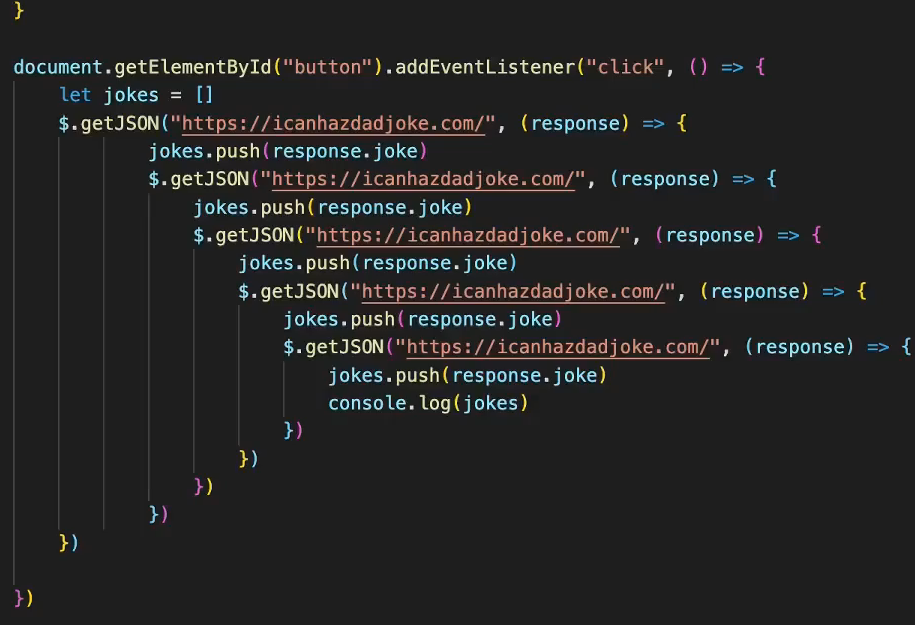 }
document.getElementById("button").addEventListener("click", () => {
let jokes = []
$.getJSON("https://icanhazdadjoke.com/", (response) => {
jokes.push(response.joke)
$.getJSON("https://icanhazdadjoke.com/", (response) => {
jokes.push(response.joke)
$.getJSON("https://icanhazdadjoke.com/", (response) => {
jokes.push(response.joke)
$.getJSON("https://icanhazdadjoke.com/", (response) => {
jokes.push(response.joke)
$.getJSON("https://icanhazdadjoke.com/", (response) => {
jokes.push(response.joke)
console.log(jokes)
})
})
})
})
})
})